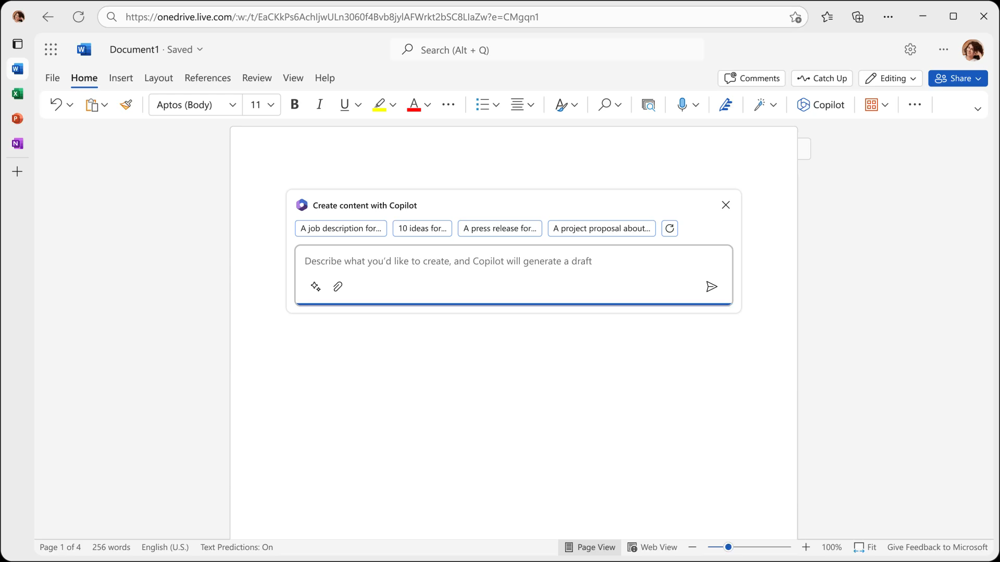 https://onedrive.live.com/:w:/t/EaCKkPs6AchIjwULn3060f4Bvb8jylAFWrkt2bSC8LIaZw?e=CMgqn1
Document1 · Saved
Search (Alt + Q)
File Home Insert Layout References Review View Help
Comments Catch Up Editing Share
Aptos (Body) 11 B I U A Copilot
Create content with Copilot
A job description for... 10 ideas for... A press release for... A project proposal about...
Describe what you’d like to create, and Copilot will generate a draft
Page 1 of 4 256 words English (U.S.) Text Predictions: On Page View Web View 100% Fit Give Feedback to Microsoft